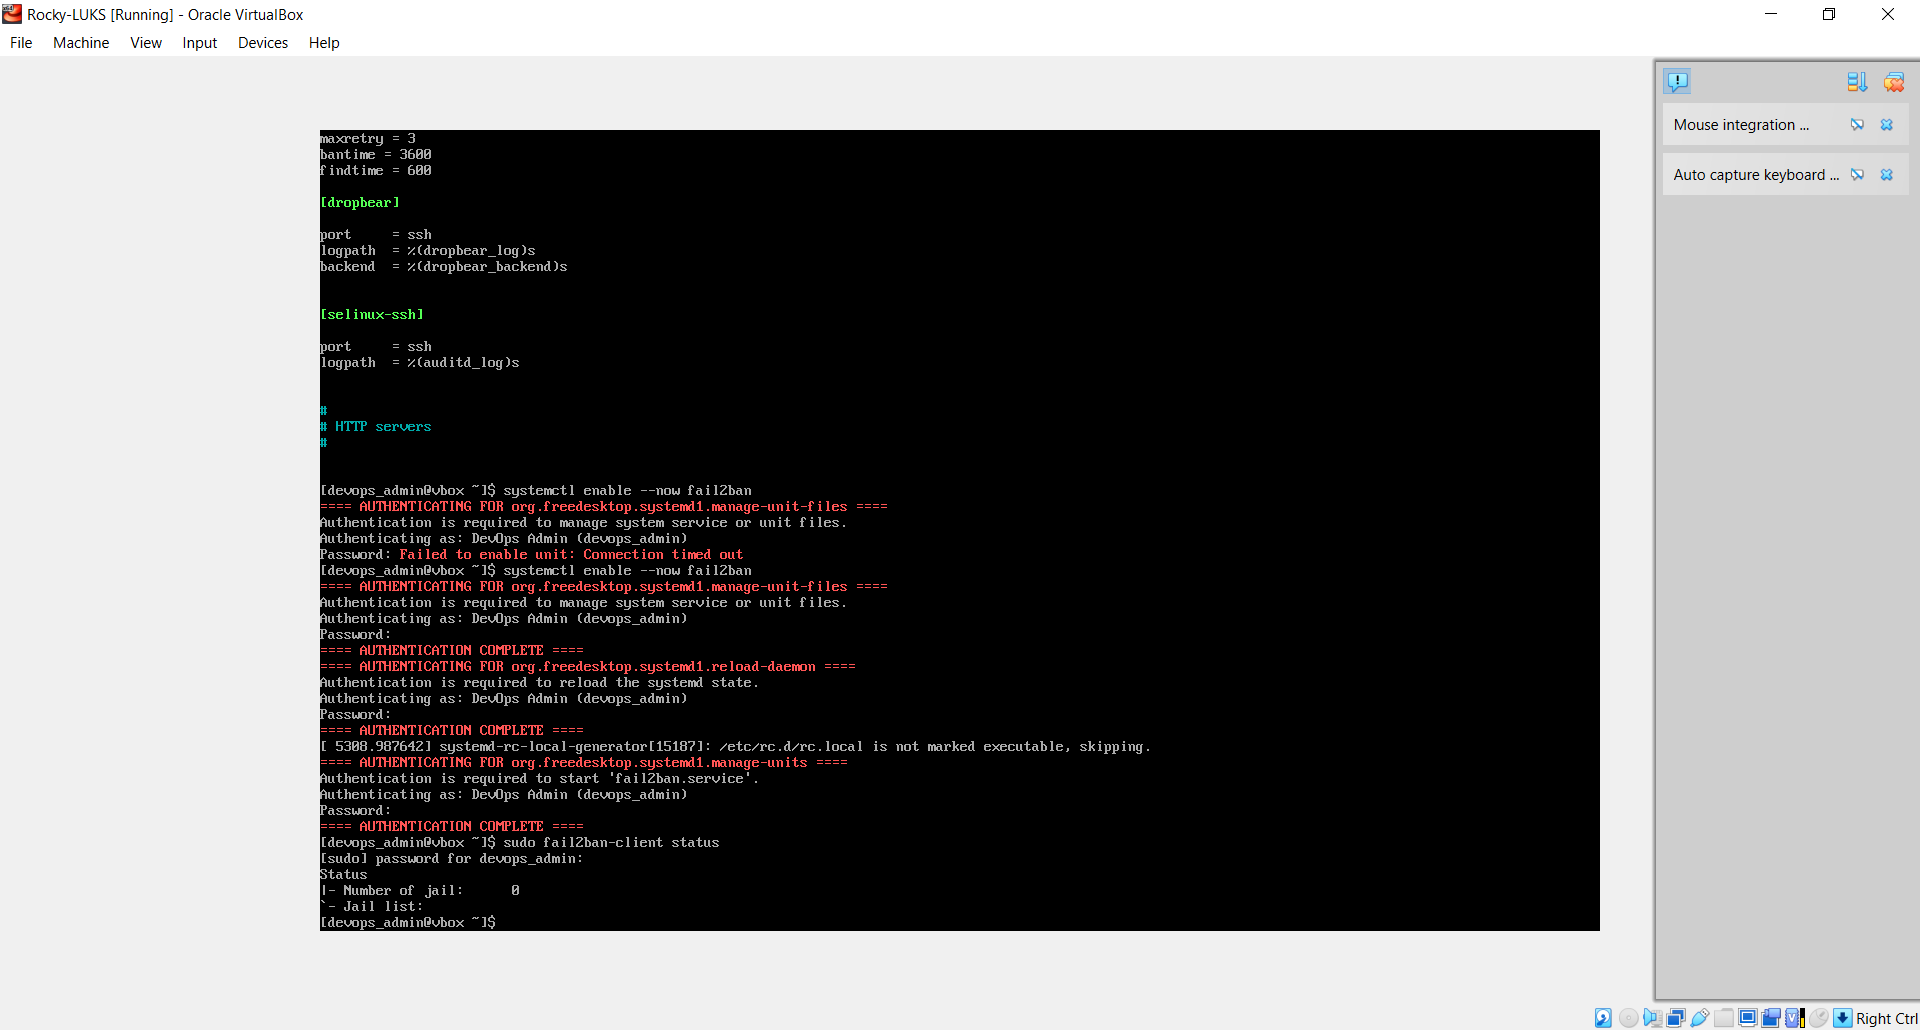 Rocky-LUKS [Running] - Oracle VirtualBox
File Machine View Input Devices Help
Mouse integration ...
Auto capture keyboard ...
maxretry = 3
bantime = 3600
findtime = 600
[dropbear]
port     = ssh
logpath  = %(dropbear_log)s
backend  = %(dropbear_backend)s
[selinux-ssh]
port     = ssh
logpath  = %(auditd_log)s
#
# HTTP servers
#
[devops_admin@vbox ~]$ systemctl enable --now fail2ban
==== AUTHENTICATING FOR org.freedesktop.systemd1.manage-unit-files ====
Authentication is required to manage system service or unit files.
Authenticating as: DevOps Admin (devops_admin)
Password: Failed to enable unit: Connection timed out
[devops_admin@vbox ~]$ systemctl enable --now fail2ban
==== AUTHENTICATING FOR org.freedesktop.systemd1.manage-unit-files ====
Authentication is required to manage system service or unit files.
Authenticating as: DevOps Admin (devops_admin)
Password:
==== AUTHENTICATION COMPLETE ====
==== AUTHENTICATING FOR org.freedesktop.systemd1.reload-daemon ====
Authentication is required to reload the systemd state.
Authenticating as: DevOps Admin (devops_admin)
Password:
==== AUTHENTICATION COMPLETE ====
[ 5308.987642] systemd-rc-local-generator[15187]: /etc/rc.d/rc.local is not marked executable, skipping.
==== AUTHENTICATING FOR org.freedesktop.systemd1.manage-units ====
Authentication is required to start 'fail2ban.service'.
Authenticating as: DevOps Admin (devops_admin)
Password:
==== AUTHENTICATION COMPLETE ====
[devops_admin@vbox ~]$ sudo fail2ban-client status
[sudo] password for devops_admin:
Status
|- Number of jail:      0
`- Jail list:
[devops_admin@vbox ~]$
Right Ctrl